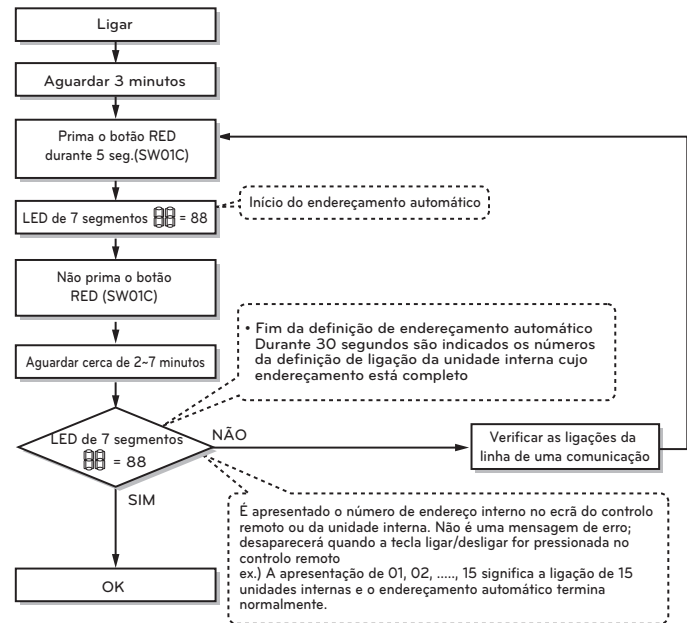 Ligar
Aguardar 3 minutos
Prima o botão RED
durante 5 seg.(SW01C)
LED de 7 segmentos 88 = 88
Início do endereçamento automático
Não prima o botão
RED (SW01C)
• Fim da definição de endereçamento automático
Durante 30 segundos são indicados os números
da definição de ligação da unidade interna cujo
endereçamento está completo
Aguardar cerca de 2~7 minutos
LED de 7 segmentos
88 = 88
NÃO
Verificar as ligações da
linha de uma comunicação
SIM
É apresentado o número de endereço interno no ecrã do controlo
remoto ou da unidade interna. Não é uma mensagem de erro;
desaparecerá quando a tecla ligar/desligar for pressionada no
controlo remoto
ex.) A apresentação de 01, 02, ....., 15 significa a ligação de 15
unidades internas e o endereçamento automático termina
normalmente.
OK